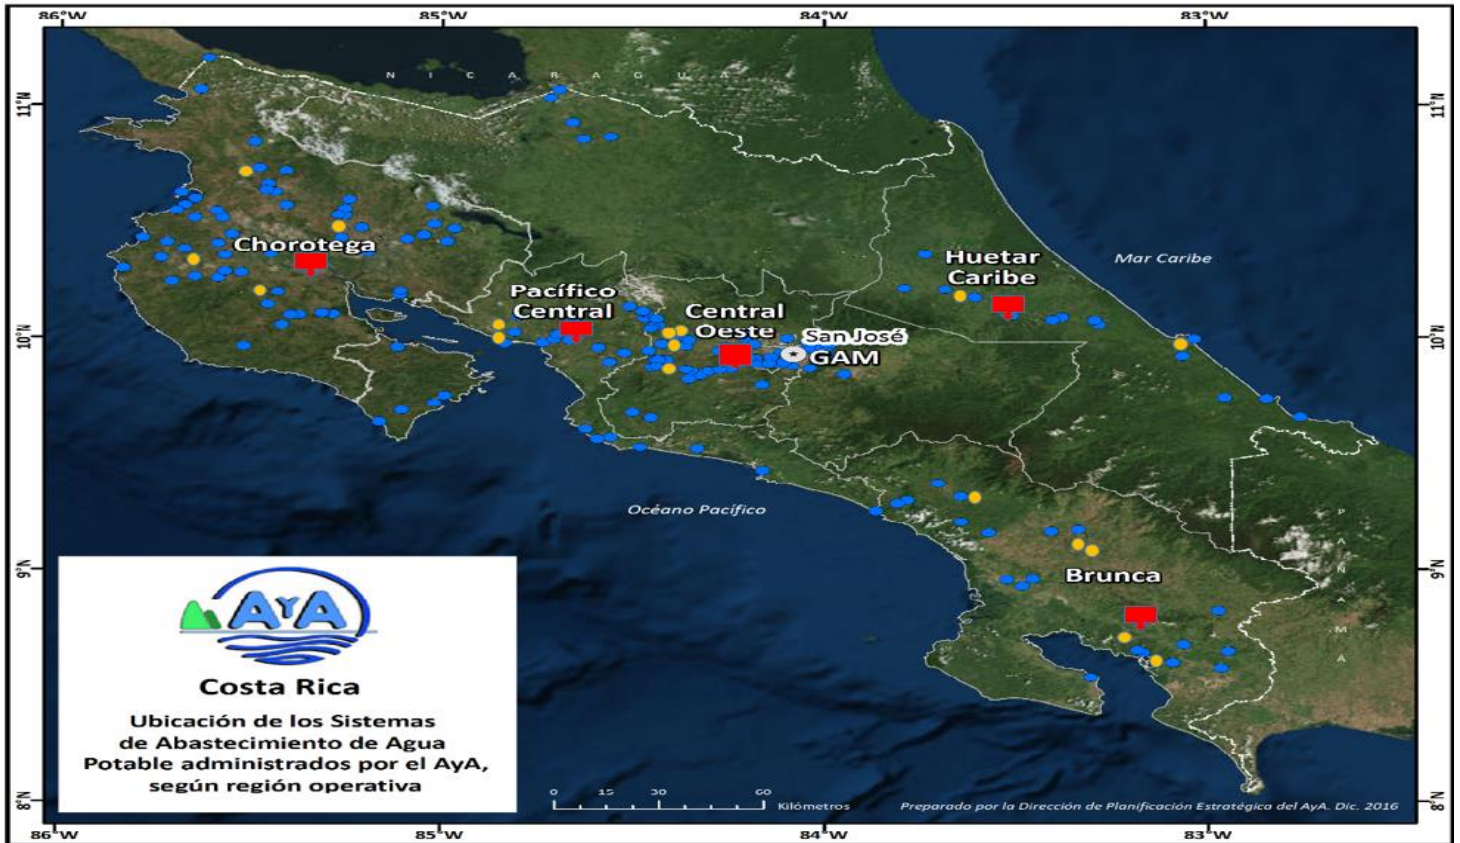 86°W 85°W 84°W 83°W
N I C A R A G U A
11°N 11°N
Chorotega
Huetar
Caribe
Mar Caribe
Pacífico
Central
Central
Oeste
San José
GAM
10°N 10°N
Océano Pacífico
Brunca
P A N A M A
9°N 9°N
AYA
Costa Rica
Ubicación de los Sistemas
de Abastecimiento de Agua
Potable administrados por el AyA,
según región operativa
0 15 30 60
Kilómetros
Preparado por la Dirección de Planificación Estratégica del AyA. Dic. 2016
8°N 8°N
86°W 85°W 84°W 83°W